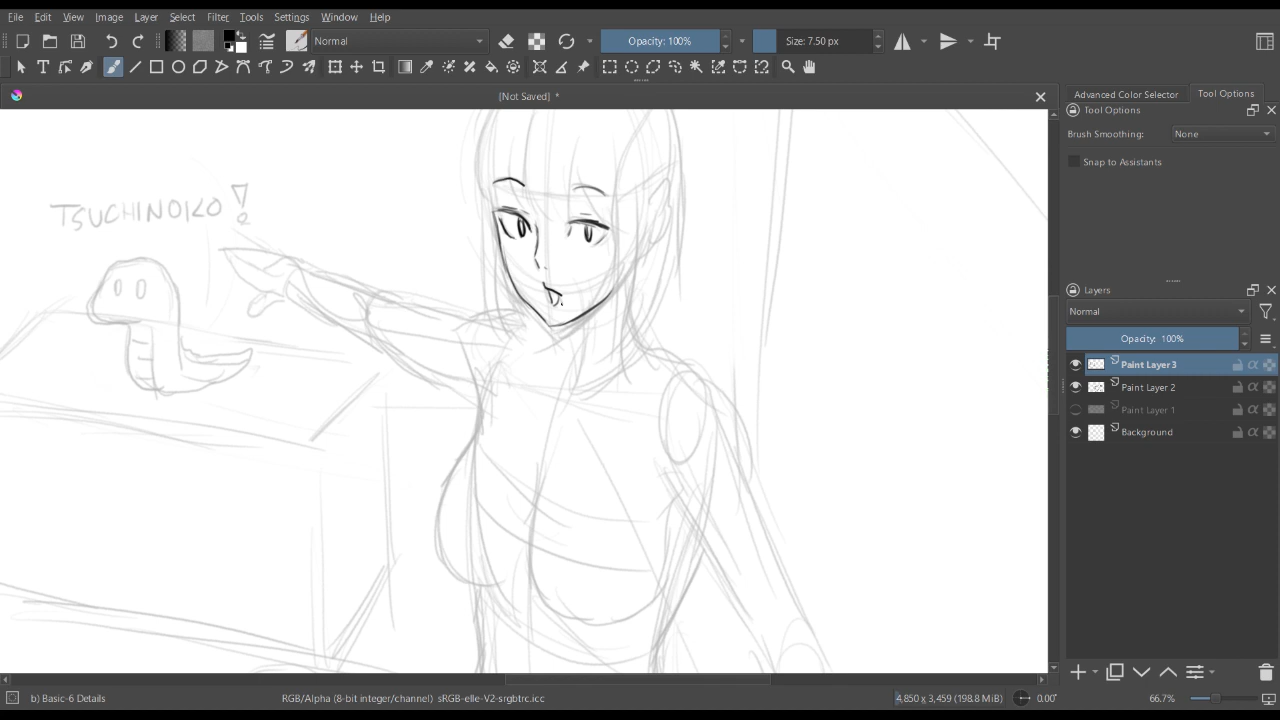 File Edit View Image Layer Select Filter Tools Settings Window Help
Normal Opacity: 100% Size: 7.50 px
[Not Saved] *
Advanced Color Selector Tool Options
Tool Options
Brush Smoothing: None
Snap to Assistants
TSUCHINOKO !?
Layers
Normal
Opacity: 100%
Paint Layer 3
Paint Layer 2
Paint Layer 1
Background
b) Basic-6 Details RGB/Alpha (8-bit integer/channel) sRGB-elle-V2-srgbtrc.icc 4,850 x 3,459 (198.8 MiB) 0.00° 66.7%